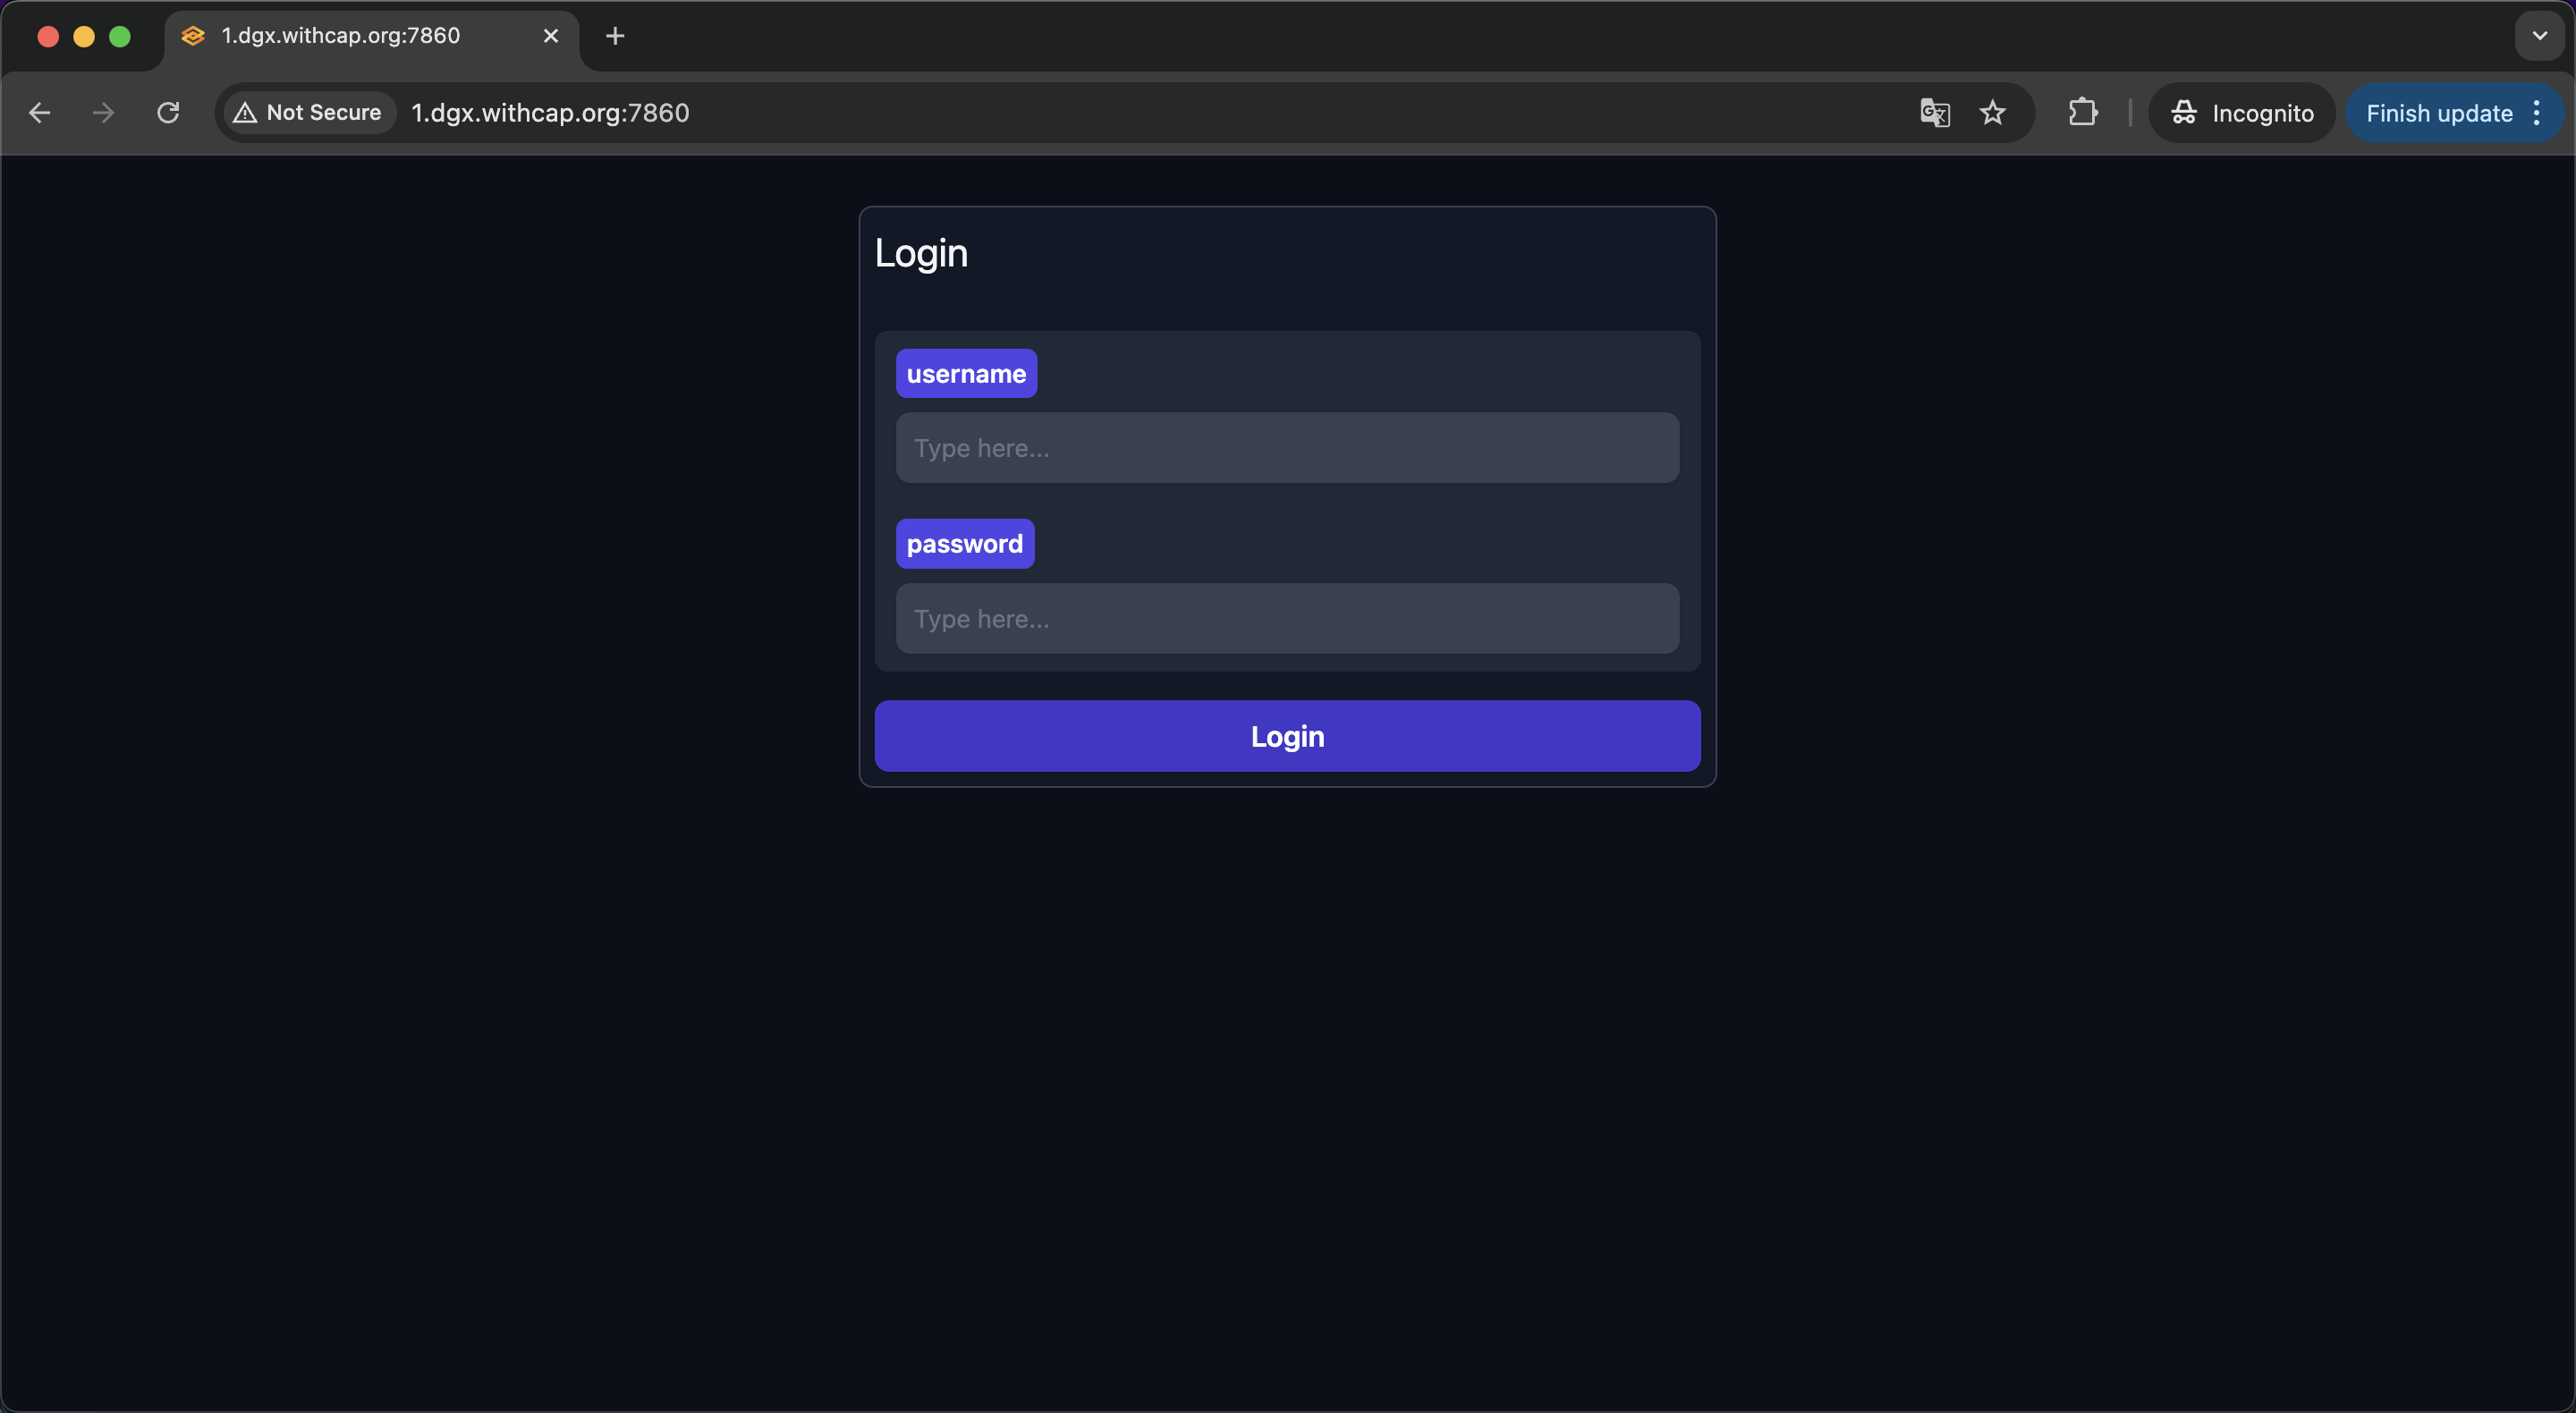 1.dgx.withcap.org:7860
Not Secure
1.dgx.withcap.org:7860
Incognito
Finish update
Login
username
Type here...
password
Type here...
Login